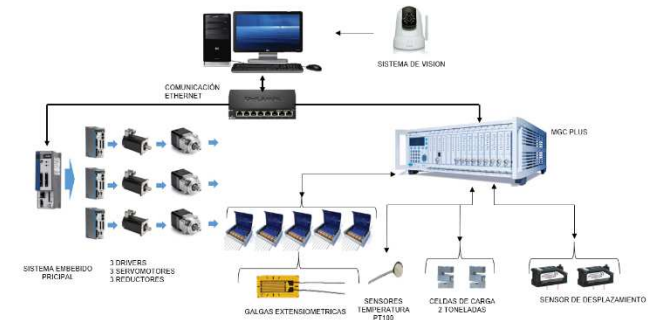 SISTEMA DE VISION
COMUNICACIÓN
ETHERNET
MGC PLUS
SISTEMA EMBEBIDO
PRICIPAL
3 DRIVERS
3 SERVOMOTORES
3 REDUCTORES
GALGAS EXTENSIOMETRICAS
SENSORES
TEMPERATURA
PT100
CELDAS DE CARGA
2 TONELADAS
SENSOR DE DESPLAZAMIENTO